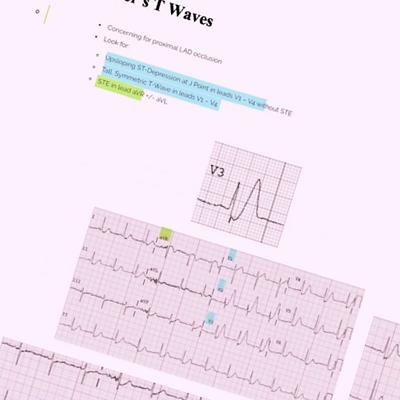 T Waves
Concerning for proximal LAD occlusion
Look for:
Upsloping ST-Depression at J Point in leads V1 - V4 without STE
Tall, Symmetric T-Wave in leads V1 - V4
STE in lead aVR +/- aVL
V3